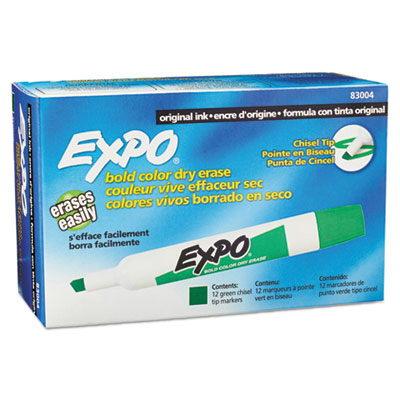 83004
original ink • encre d'origine • formula con tinta original
EXPO®
Chisel Tip
Pointe en Biseau
Punta de Cincel
bold color dry erase
couleur vive effaceur sec
colores vivos borrado en seco
erases
easily
s'efface facilement
borra facilmente
EXPO
BOLD COLOR DRY ERASE
Contents:
12 green chisel
tip markers
Contenu:
12 marqueurs à pointe
vert en biseau
Contenido:
12 marcadores de
punto verde tipo cincel
83004